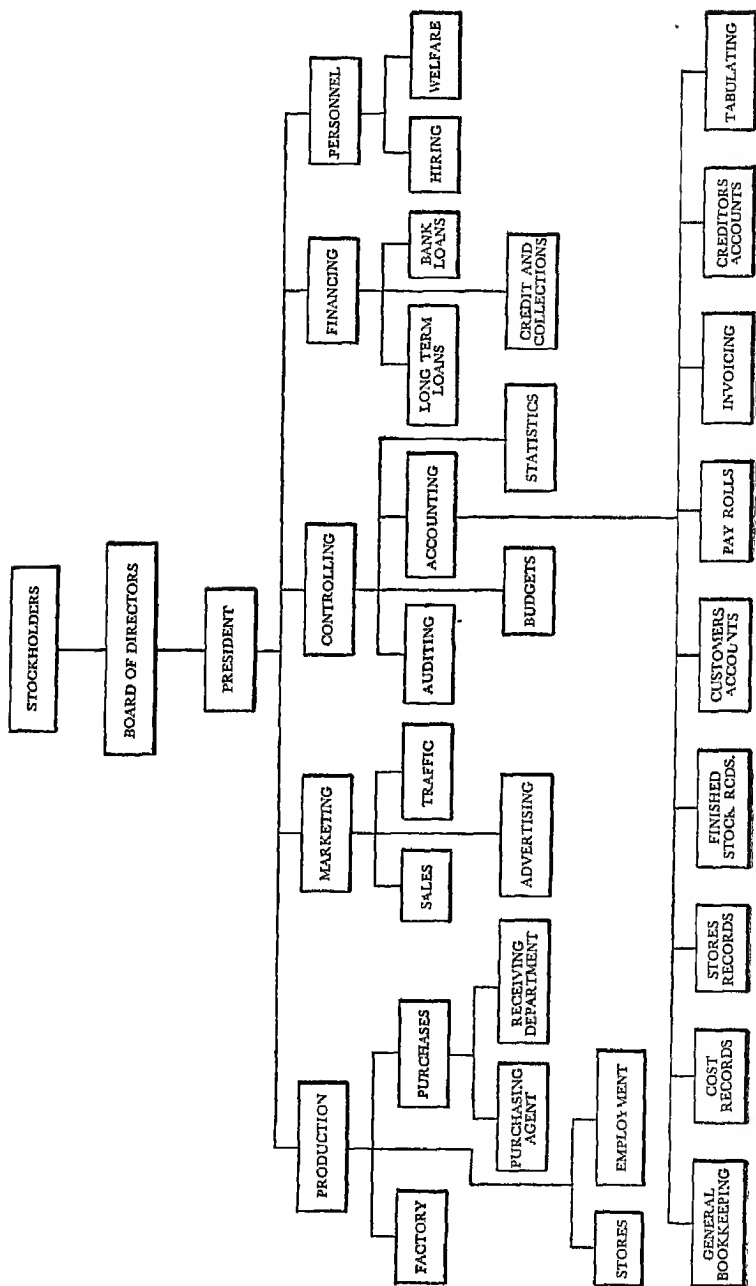 STOCKHOLDERS
BOARD OF DIRECTORS
PRESIDENT
PRODUCTION
MARKETING
CONTROLLING
FINANCING
PERSONNEL
FACTORY
PURCHASES
SALES
TRAFFIC
AUDITING
ACCOUNTING
LONG TERM
LOANS
BANK
LOANS
HIRING
WELFARE
PURCHASING
AGENT
RECEIVING
DEPARTMENT
ADVERTISING
BUDGETS
STATISTICS
CREDIT AND
COLLECTIONS
STORES
EMPLOYMENT
GENERAL
BOOKKEEPING
COST
RECORDS
STORES
RECORDS
FINISHED
STOCK. RCDS.
CUSTOMERS
ACCOUNTS
PAY ROLLS
INVOICING
CREDITORS
ACCOUNTS
TABULATING